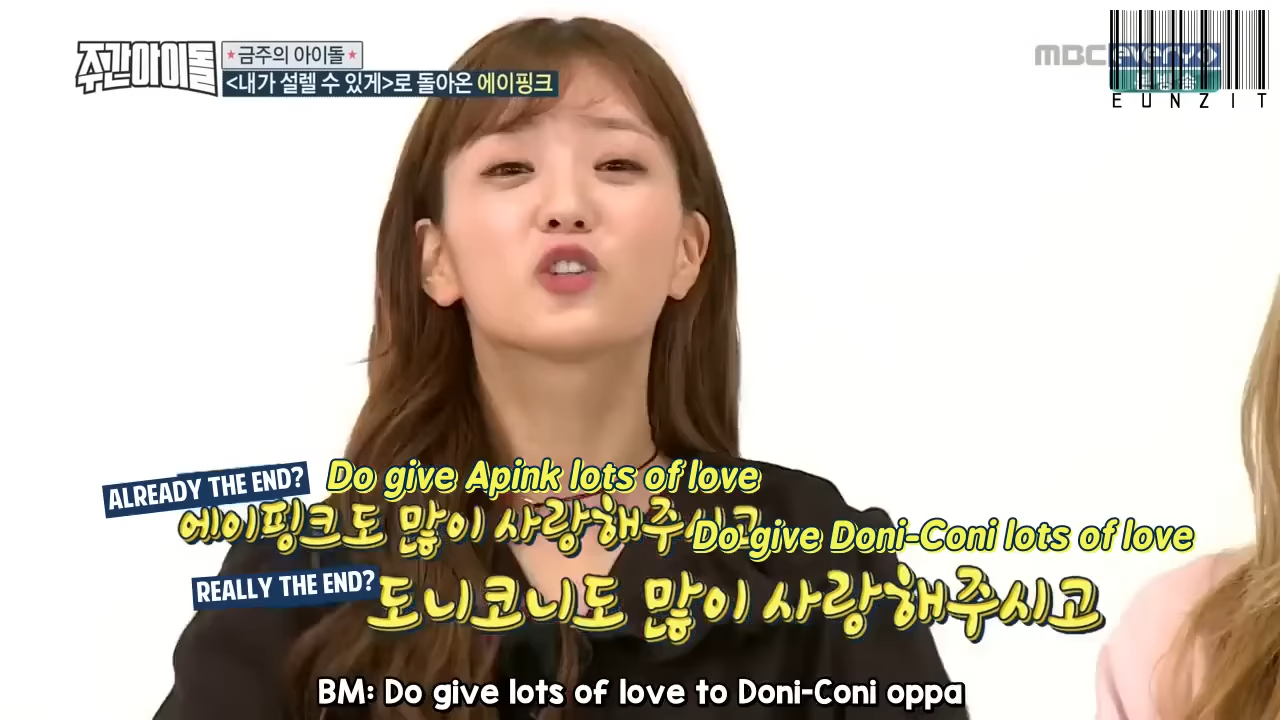 주간아이돌
★금주의 아이돌★
<내가 설렐 수 있게>로 돌아온 에이핑크
MBC every1
EUNZIT
ALREADY THE END?
Do give Apink lots of love
에이핑크도 많이 사랑해주시고
Do give Doni-Coni lots of love
REALLY THE END?
도니코니도 많이 사랑해주시고
BM: Do give lots of love to Doni-Coni oppa